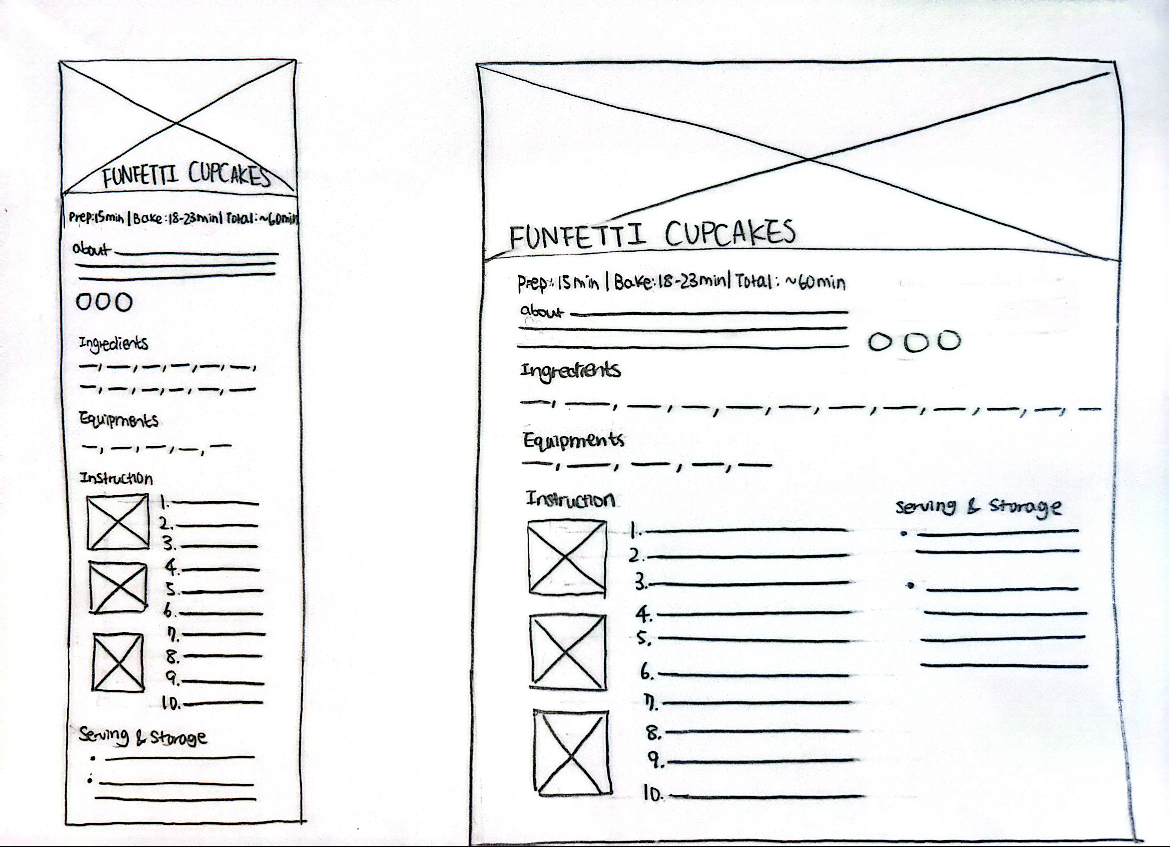 FUNFETTI CUPCAKES
Prep:15min | Bake:18-23min | Total:~60min
about
Ingredients
Equipments
Instruction
1.
2.
3.
4.
5.
6.
7.
8.
9.
10.
Serving & Storage
FUNFETTI CUPCAKES
Prep: 15min | Bake:18-23min | Total: ~60min
about
Ingredients
Equipments
Instruction
1.
2.
3.
4.
5.
6.
7.
8.
9.
10.
Serving & Storage